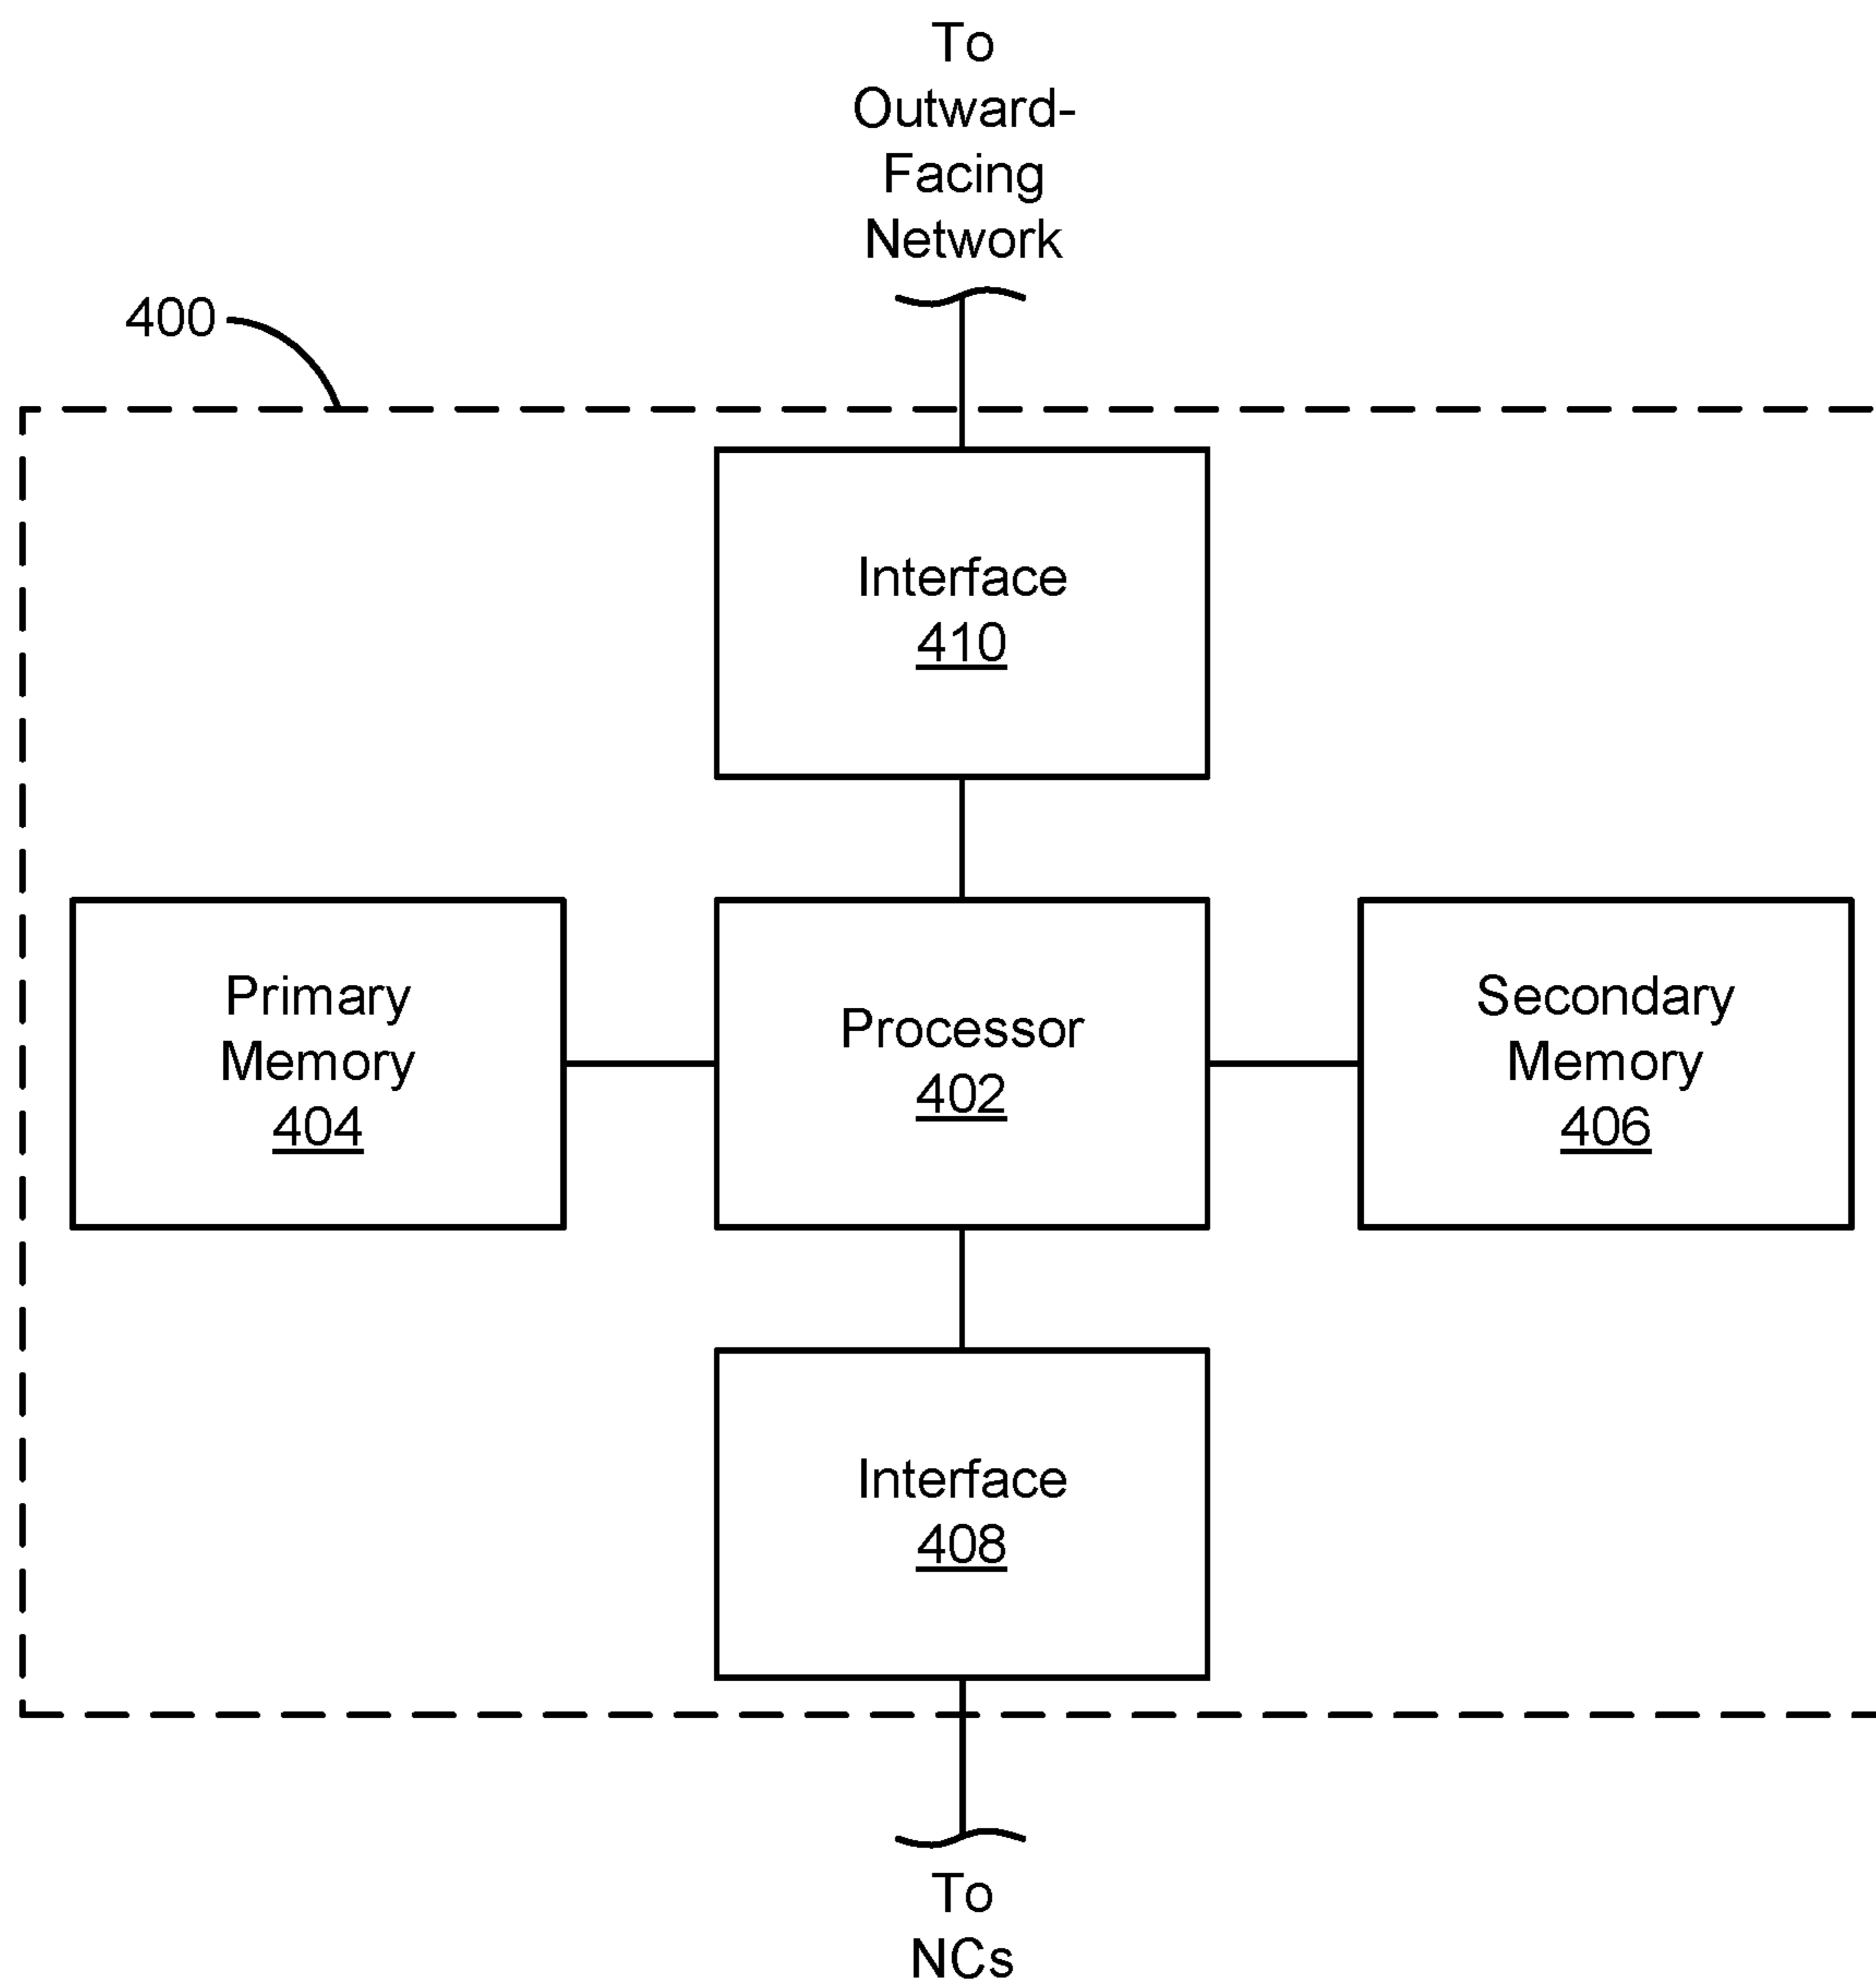 To
Outward-
Facing
Network
400
Interface
410
Primary
Memory
404
Processor
402
Secondary
Memory
406
Interface
408
To
NCs